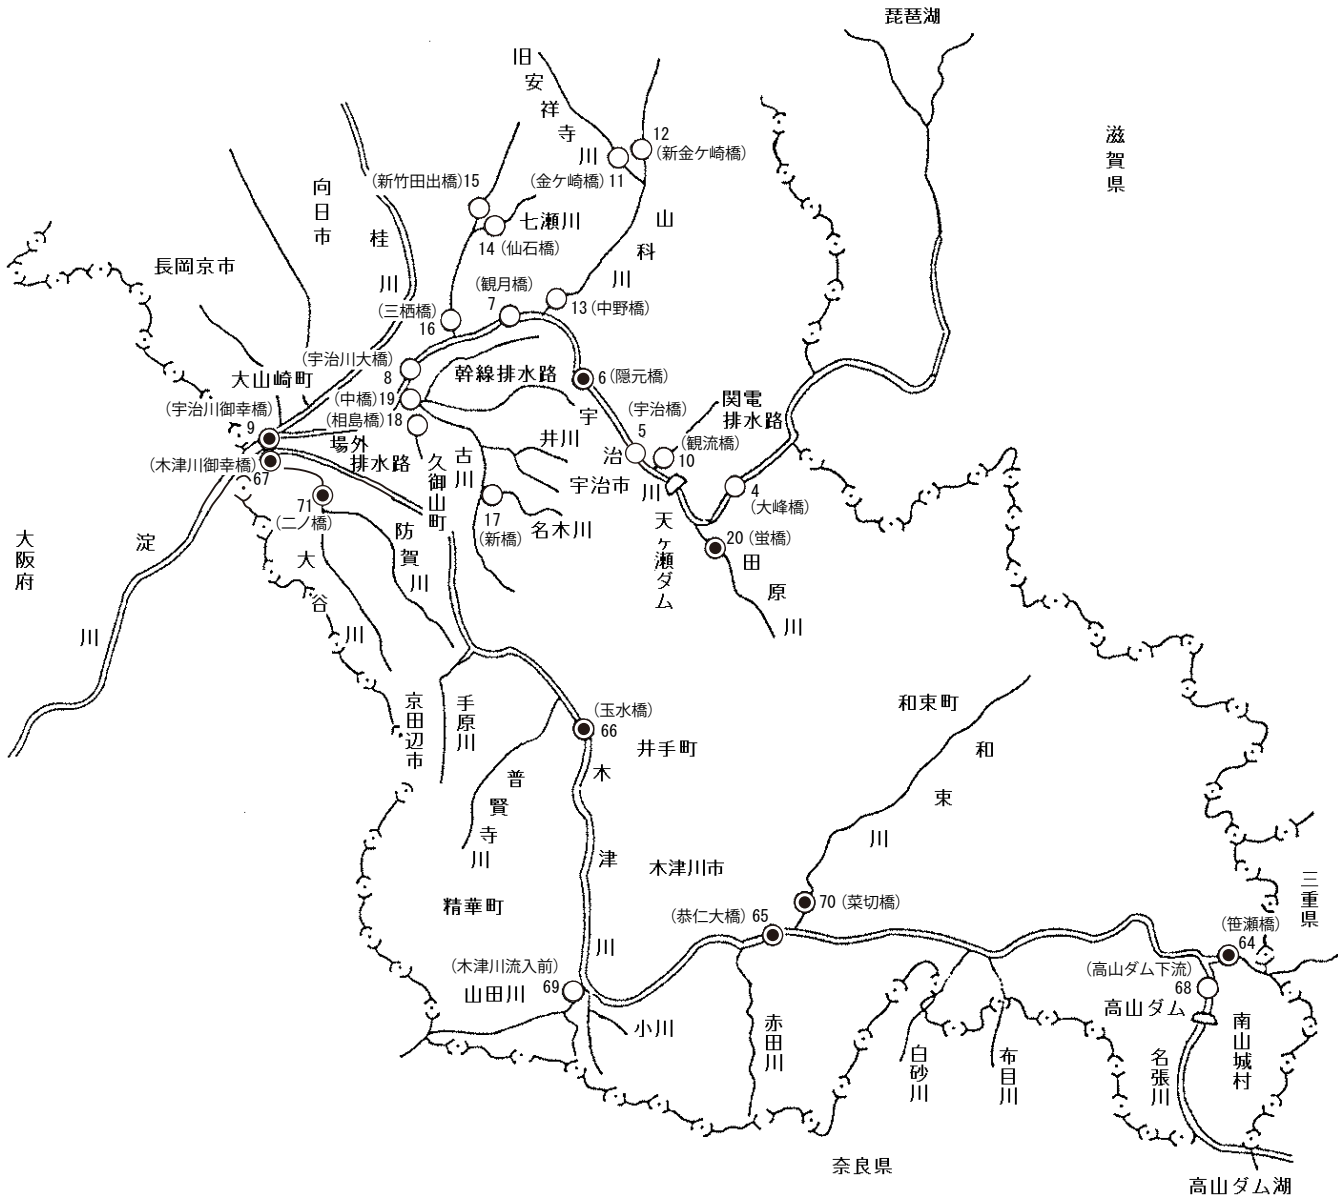 琵琶湖
滋賀県
旧安祥寺川
12
(新金ケ崎橋)
(金ケ崎橋) 11
(新竹田出橋)15
七瀬川
14 (仙石橋)
山科川
向日市
桂川
長岡京市
(観月橋)
7
13 (中野橋)
(三栖橋)
16
(宇治川大橋)
8
大山崎町
幹線排水路
6 (隠元橋)
(中橋) 19
(相島橋) 18
(宇治川御幸橋)
9
場外
排水路
(木津川御幸橋)
67
71
(二ノ橋)
久御山町
古川
井川
宇治市
宇治川
(宇治橋)
5
関電
排水路
(観流橋)
10
4
(大峰橋)
天ヶ瀬ダム
20 (蛍橋)
田原川
17
(新橋)
名木川
防賀川
大谷川
大阪府
淀川
京田辺市
手原川
(玉水橋)
66
井手町
普賢寺川
木津川
和束町
和束川
木津川市
精華町
70 (菜切橋)
(恭仁大橋) 65
三重県
(笹瀬橋)
64
(木津川流入前)
69
山田川
小川
赤田川
白砂川
布目川
(高山ダム下流)
68
高山ダム
名張川
南山城村
奈良県
高山ダム湖